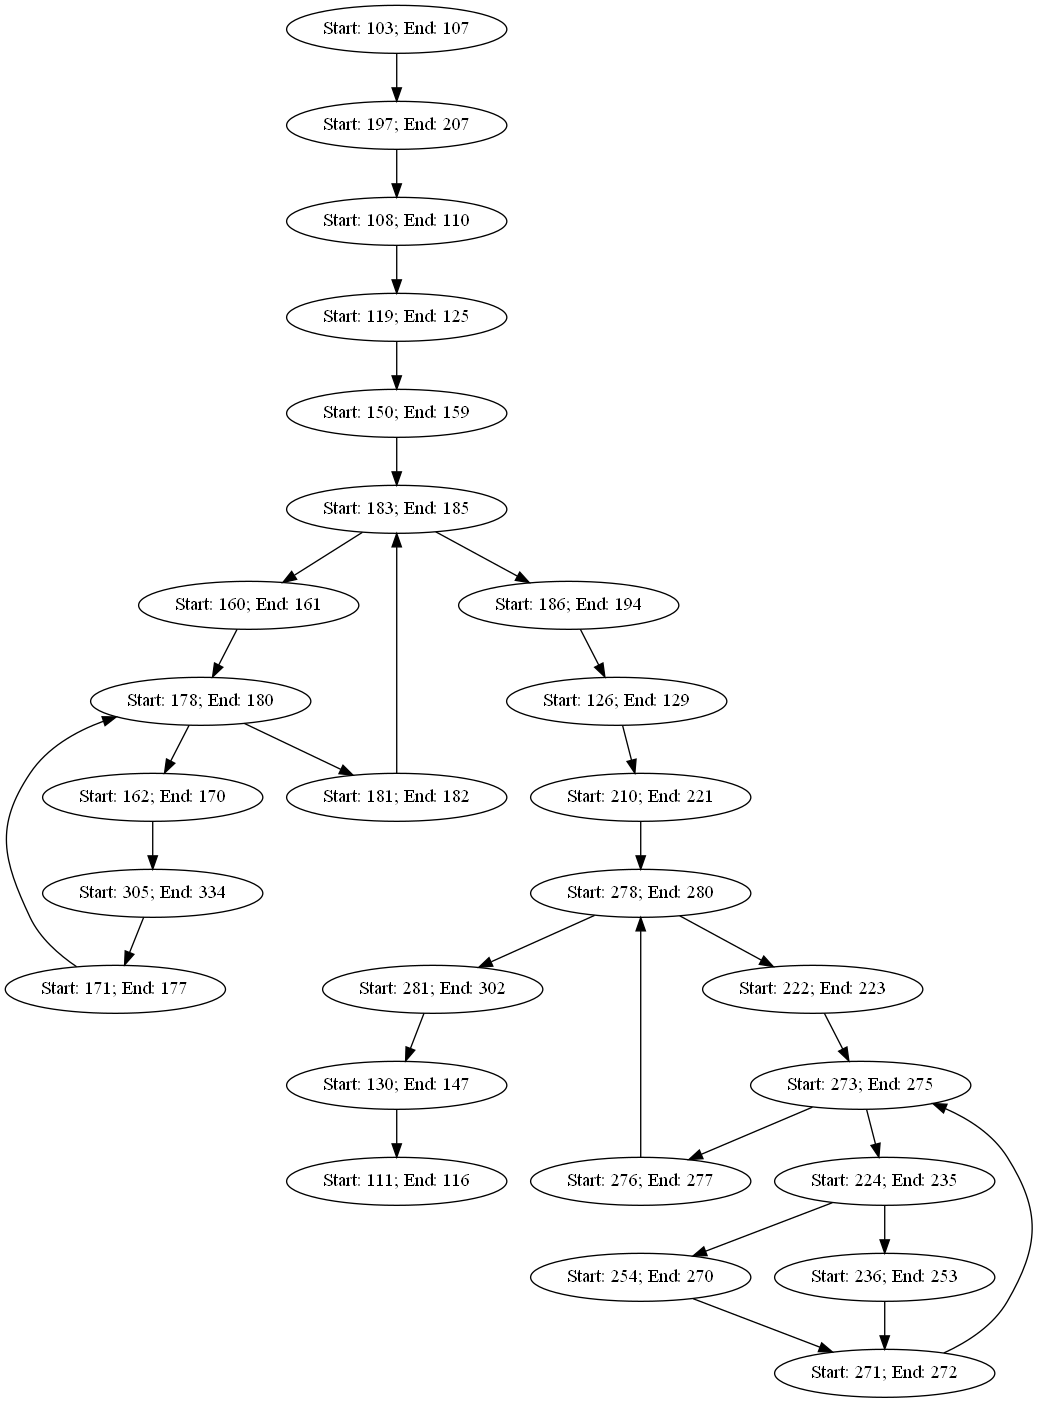 Start: 103; End: 107
Start: 197; End: 207
Start: 108; End: 110
Start: 119; End: 125
Start: 150; End: 159
Start: 183; End: 185
Start: 160; End: 161
Start: 186; End: 194
Start: 178; End: 180
Start: 126; End: 129
Start: 162; End: 170
Start: 181; End: 182
Start: 210; End: 221
Start: 305; End: 334
Start: 278; End: 280
Start: 171; End: 177
Start: 281; End: 302
Start: 222; End: 223
Start: 130; End: 147
Start: 273; End: 275
Start: 111; End: 116
Start: 276; End: 277
Start: 224; End: 235
Start: 254; End: 270
Start: 236; End: 253
Start: 271; End: 272